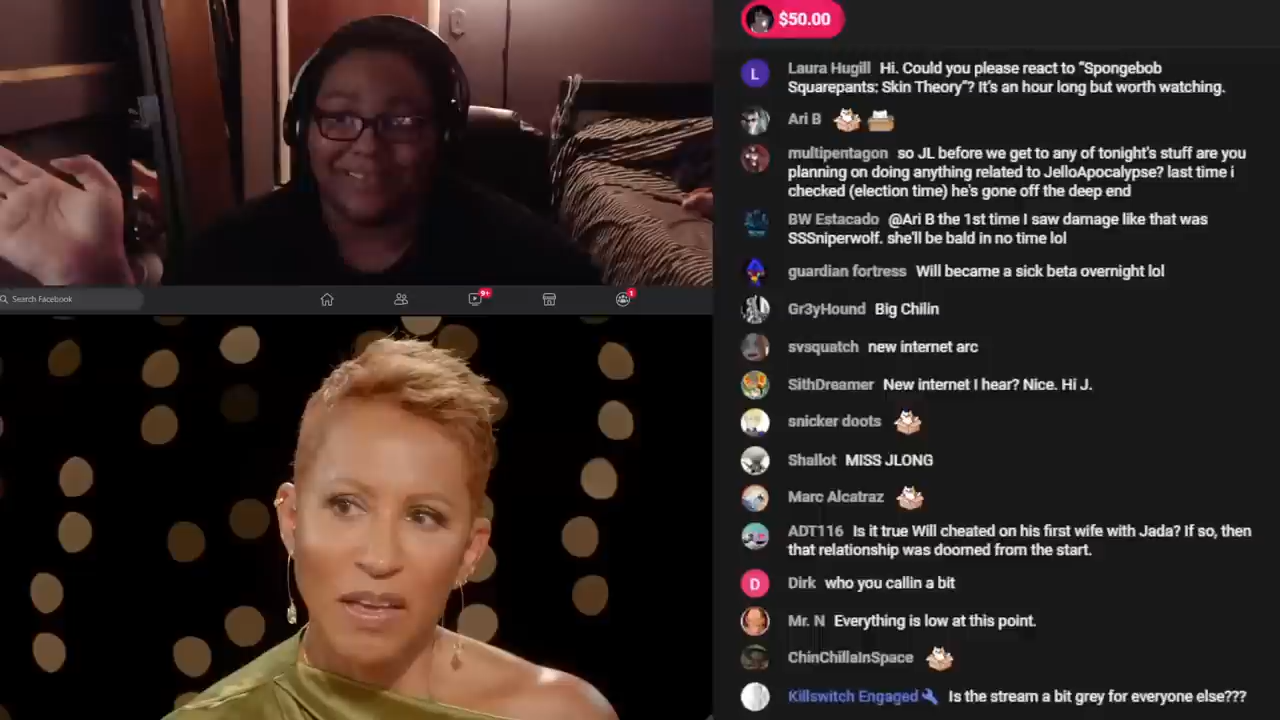 $50.00
L
Laura Hugill Hi. Could you please react to “Spongebob
Squarepants: Skin Theory”? It's an hour long but worth watching.
Ari B
multipentagon so JL before we get to any of tonight's stuff are you
planning on doing anything related to JelloApocalypse? last time i
checked (election time) he's gone off the deep end
BW Estacado @Ari B the 1st time I saw damage like that was
SSSniperwolf. she'll be bald in no time lol
guardian fortress Will became a sick beta overnight lol
Search Facebook
9+
1
Gr3yHound Big Chilin
svsquatch new internet arc
SithDreamer New internet I hear? Nice. Hi J.
snicker doots
Shallot MISS JLONG
Marc Alcatraz
ADT116 Is it true Will cheated on his first wife with Jada? If so, then
that relationship was doomed from the start.
D
Dirk who you callin a bit
Mr. N Everything is low at this point.
ChinChillaInSpace
Killswitch Engaged Is the stream a bit grey for everyone else???